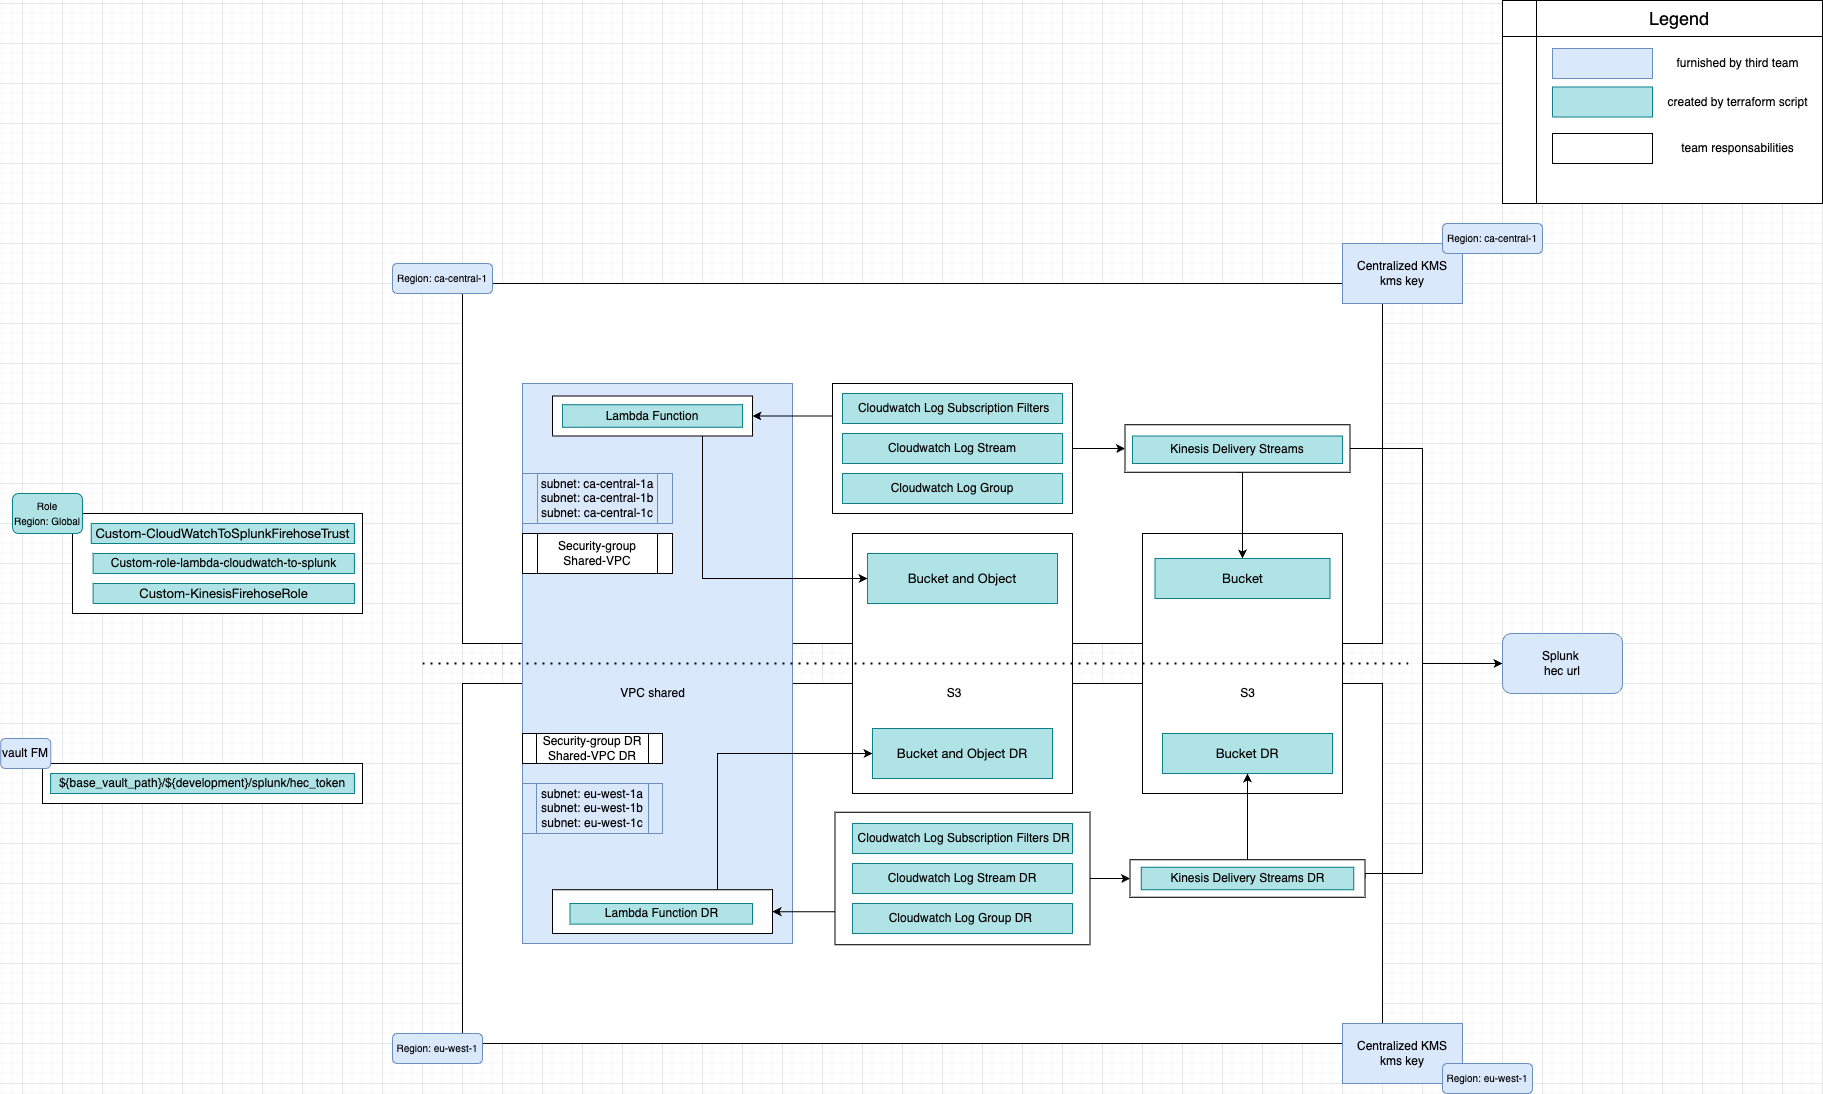 Legend
furnished by third team
created by terraform script
team responsabilities
Region: ca-central-1
Centralized KMS
kms key
Region: ca-central-1
Lambda Function
Cloudwatch Log Subscription Filters
Cloudwatch Log Stream
Cloudwatch Log Group
Kinesis Delivery Streams
subnet: ca-central-1a
subnet: ca-central-1b
subnet: ca-central-1c
Security-group
Shared-VPC
Role
Region: Global
Custom-CloudWatchToSplunkFirehoseTrust
Custom-role-lambda-cloudwatch-to-splunk
Custom-KinesisFirehoseRole
Bucket and Object
Bucket
Splunk
hec url
VPC shared
S3
S3
vault FM
${base_vault_path}/${development}/splunk/hec_token
Security-group DR
Shared-VPC DR
Bucket and Object DR
Bucket DR
subnet: eu-west-1a
subnet: eu-west-1b
subnet: eu-west-1c
Cloudwatch Log Subscription Filters DR
Cloudwatch Log Stream DR
Cloudwatch Log Group DR
Kinesis Delivery Streams DR
Lambda Function DR
Region: eu-west-1
Centralized KMS
kms key
Region: eu-west-1